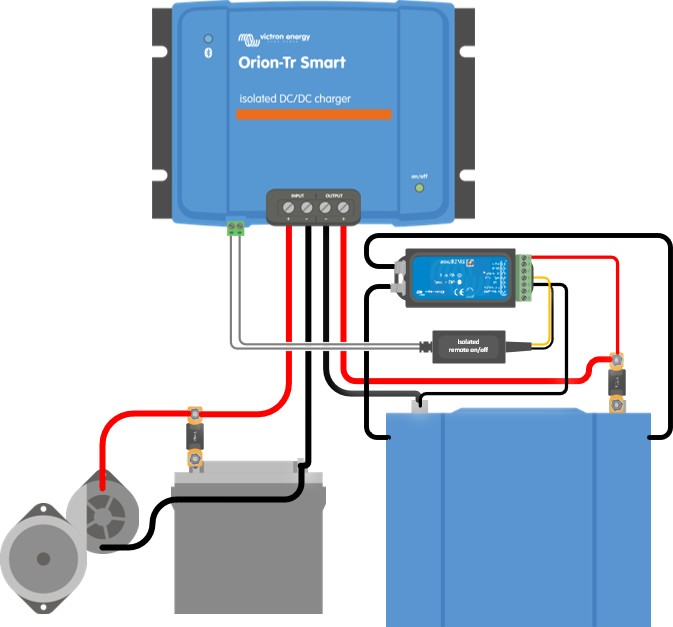 victron energy
Orion-Tr Smart
isolated DC/DC charger
on/off
INPUT OUTPUT
+ - - +
isolated
remote on/off